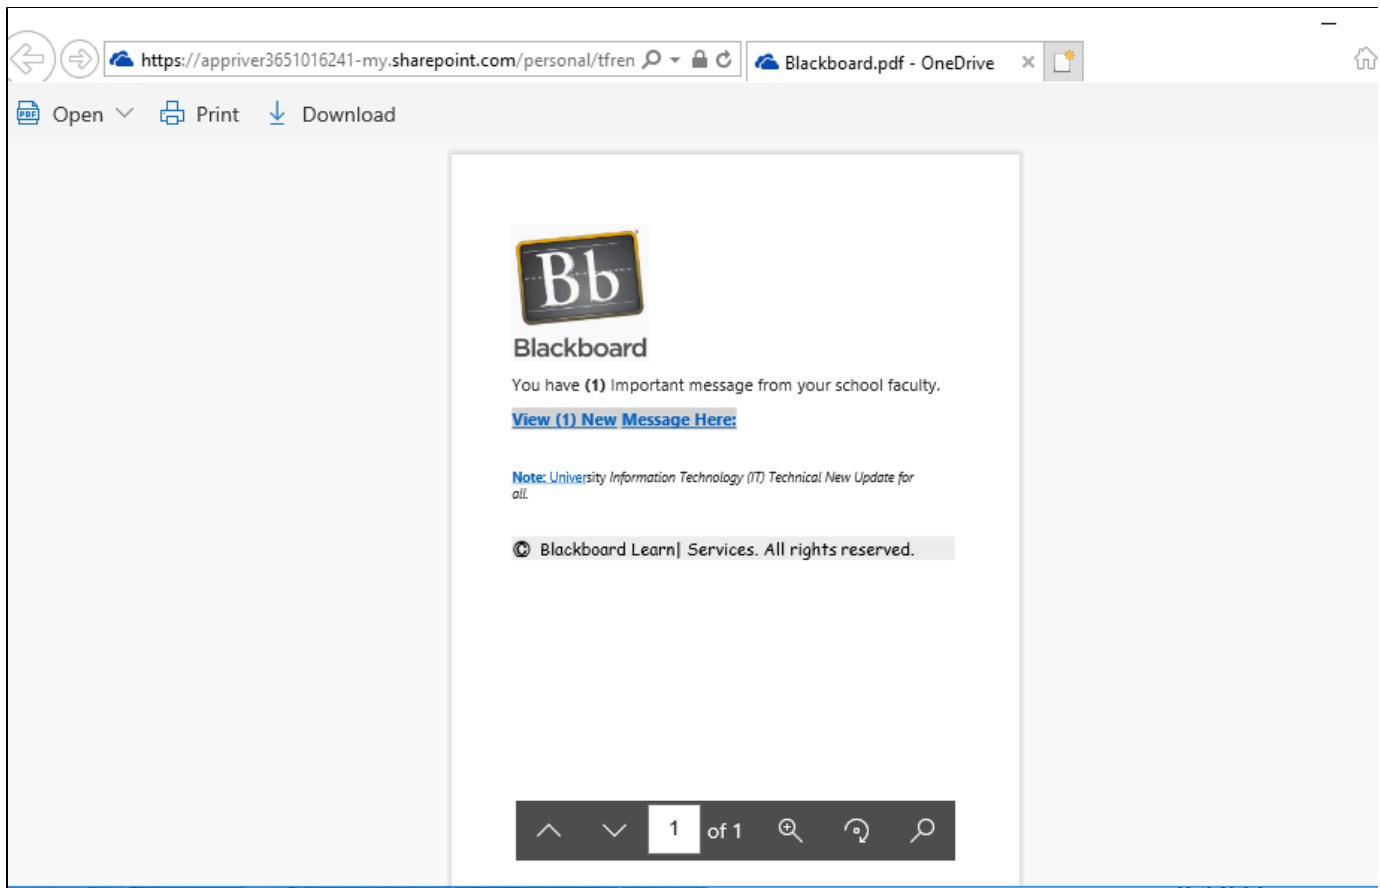 https://appriver3651016241-my.sharepoint.com/personal/tfren
Blackboard.pdf - OneDrive
PDF Open Print Download
Bb
Blackboard
You have (1) Important message from your school faculty.
View (1) New Message Here:
Note: University Information Technology (IT) Technical New Update for
all.
© Blackboard Learn| Services. All rights reserved.
1 of 1